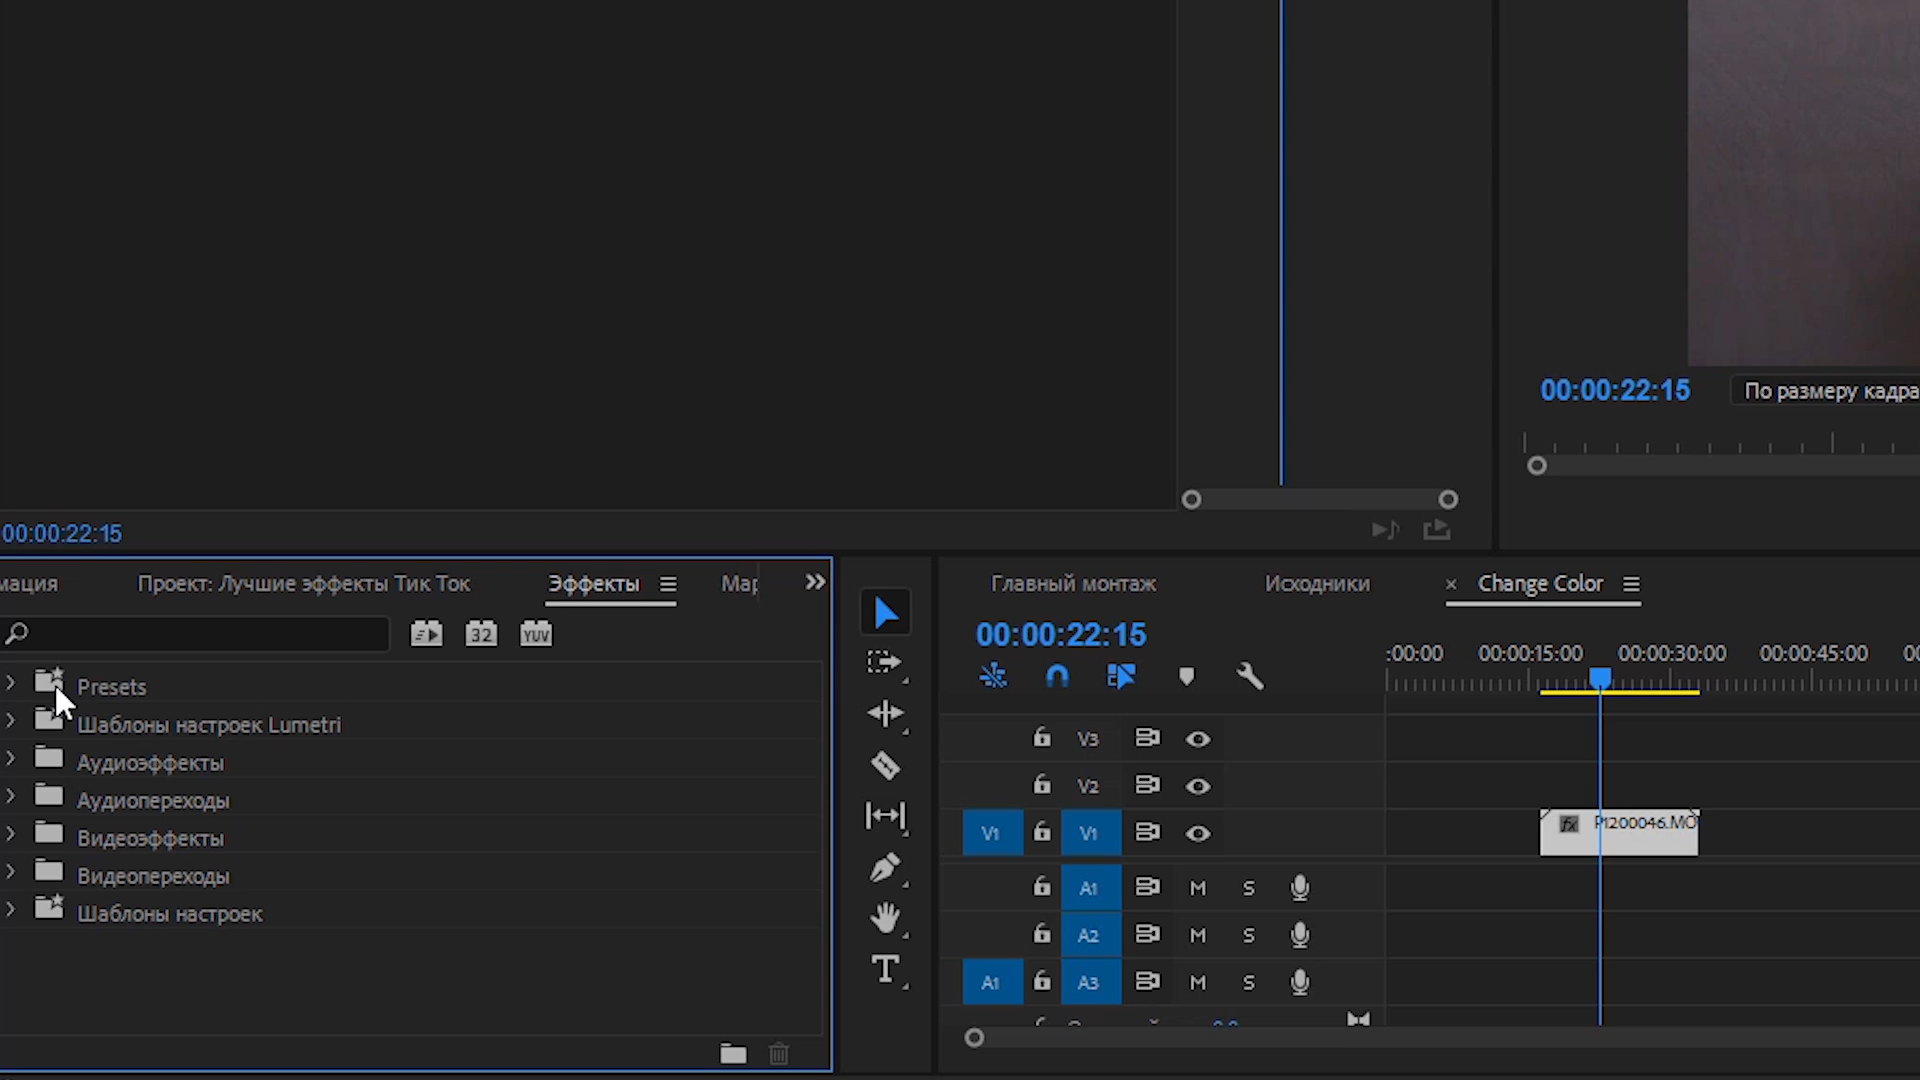 00:00:22:15
По размеру кадра
00:00:22:15
мация
Проект: Лучшие эффекты Тик Ток
Эффекты
Мар
32
YUV
Presets
Шаблоны настроек Lumetri
Аудиоэффекты
Аудиопереходы
Видеоэффекты
Видеопереходы
Шаблоны настроек
Главный монтаж
Исходники
× Change Color
00:00:22:15
:00:00
00:00:15:00
00:00:30:00
00:00:45:00
00
V3
V2
V1
V1
fx P1200046.MO
A1 M S
A2 M S
A1
A3 M S